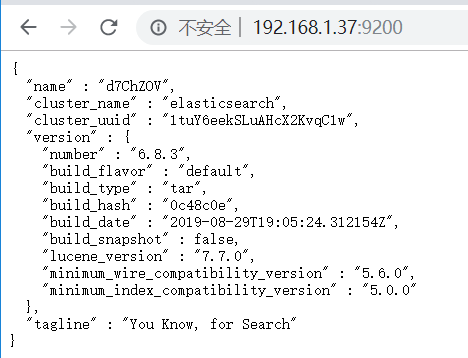 不安全 | 192.168.1.37:9200
{
  "name" : "d7ChZOV",
  "cluster_name" : "elasticsearch",
  "cluster_uuid" : "1tuY6eekSLuAHcX2KvqC1w",
  "version" : {
    "number" : "6.8.3",
    "build_flavor" : "default",
    "build_type" : "tar",
    "build_hash" : "0c48c0e",
    "build_date" : "2019-08-29T19:05:24.312154Z",
    "build_snapshot" : false,
    "lucene_version" : "7.7.0",
    "minimum_wire_compatibility_version" : "5.6.0",
    "minimum_index_compatibility_version" : "5.0.0"
  },
  "tagline" : "You Know, for Search"
}